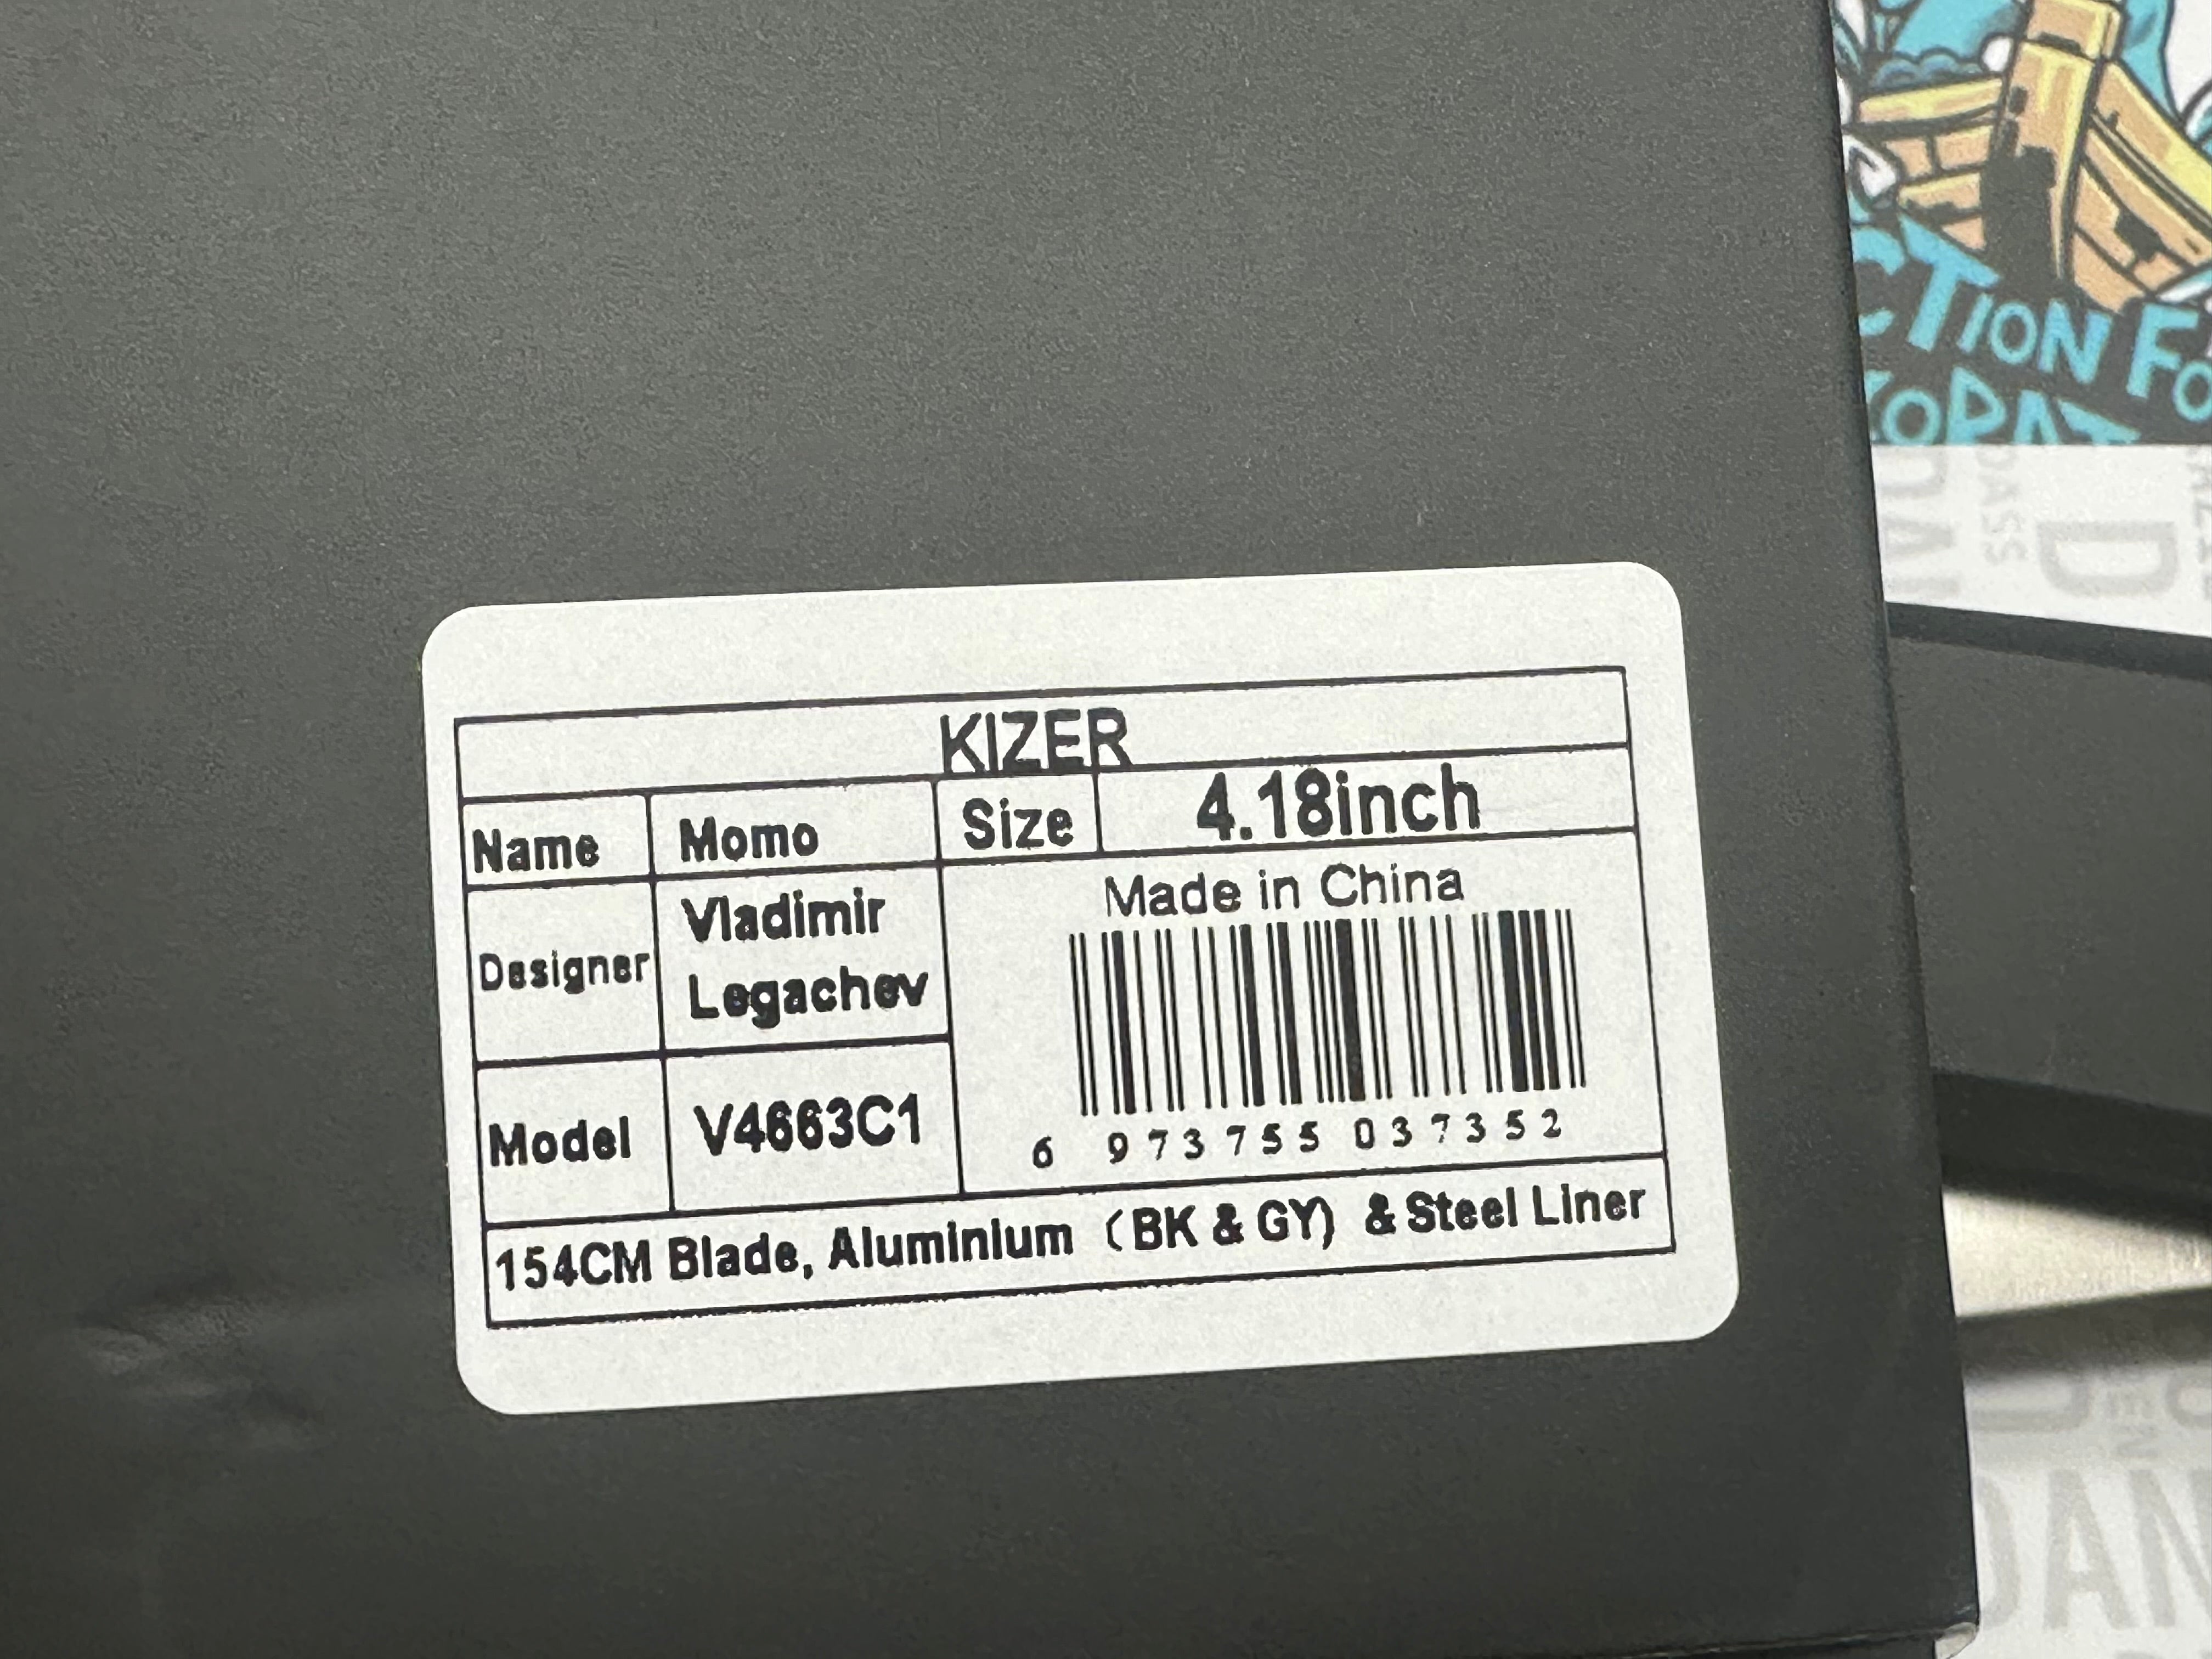 KIZER
Name Momo Size 4.18inch
Designer Vladimir Legachev
Made in China
Model V4663C1
6 973755 037352
154CM Blade, Aluminium (BK & GY) & Steel Liner
FO
D